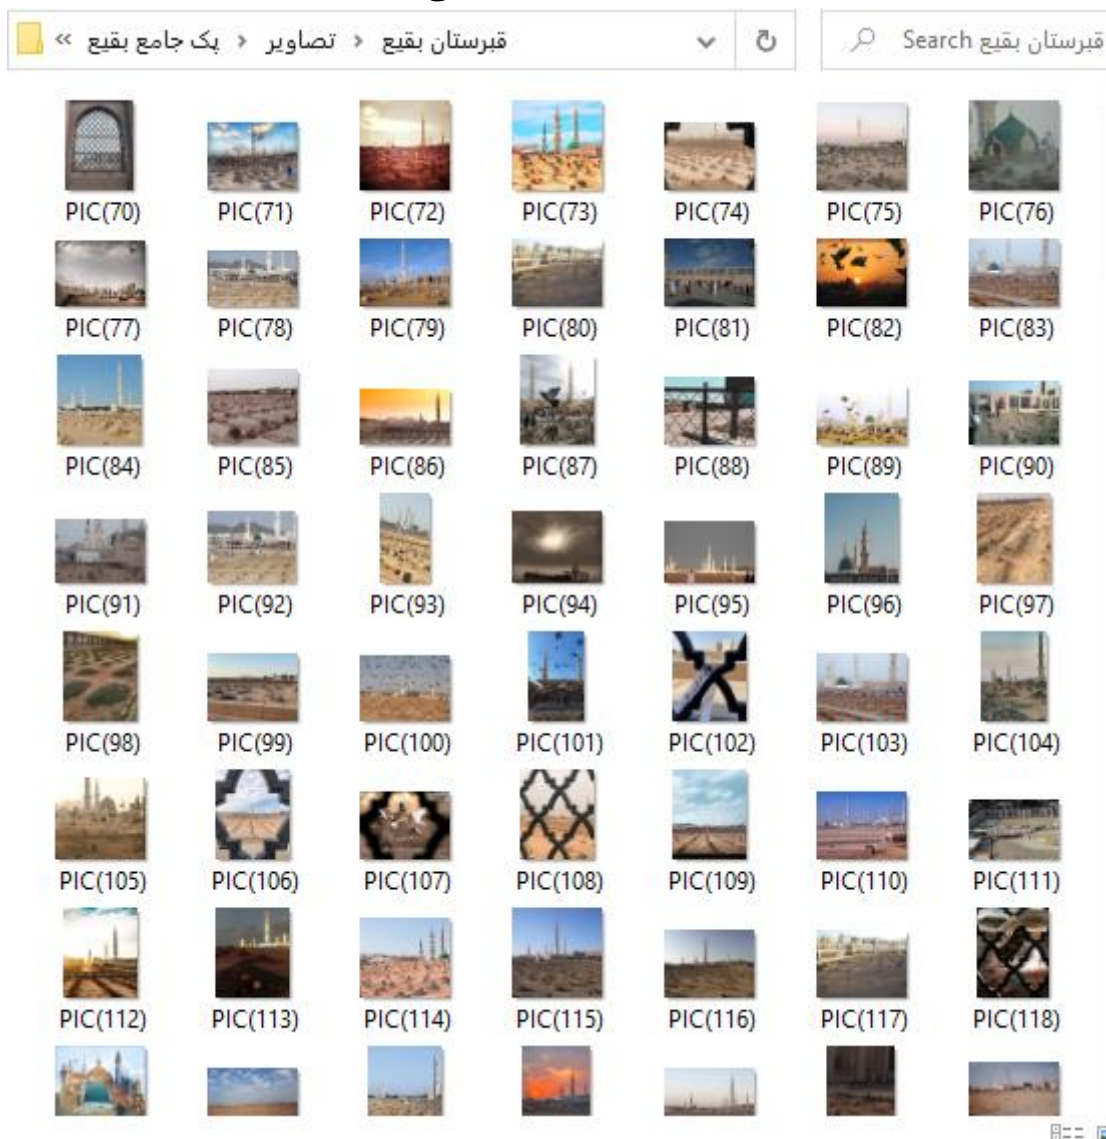 » پک جامع بقیع › تصاویر › قبرستان بقیع
Search قبرستان بقیع
PIC(70) PIC(71) PIC(72) PIC(73) PIC(74) PIC(75) PIC(76)
PIC(77) PIC(78) PIC(79) PIC(80) PIC(81) PIC(82) PIC(83)
PIC(84) PIC(85) PIC(86) PIC(87) PIC(88) PIC(89) PIC(90)
PIC(91) PIC(92) PIC(93) PIC(94) PIC(95) PIC(96) PIC(97)
PIC(98) PIC(99) PIC(100) PIC(101) PIC(102) PIC(103) PIC(104)
PIC(105) PIC(106) PIC(107) PIC(108) PIC(109) PIC(110) PIC(111)
PIC(112) PIC(113) PIC(114) PIC(115) PIC(116) PIC(117) PIC(118)